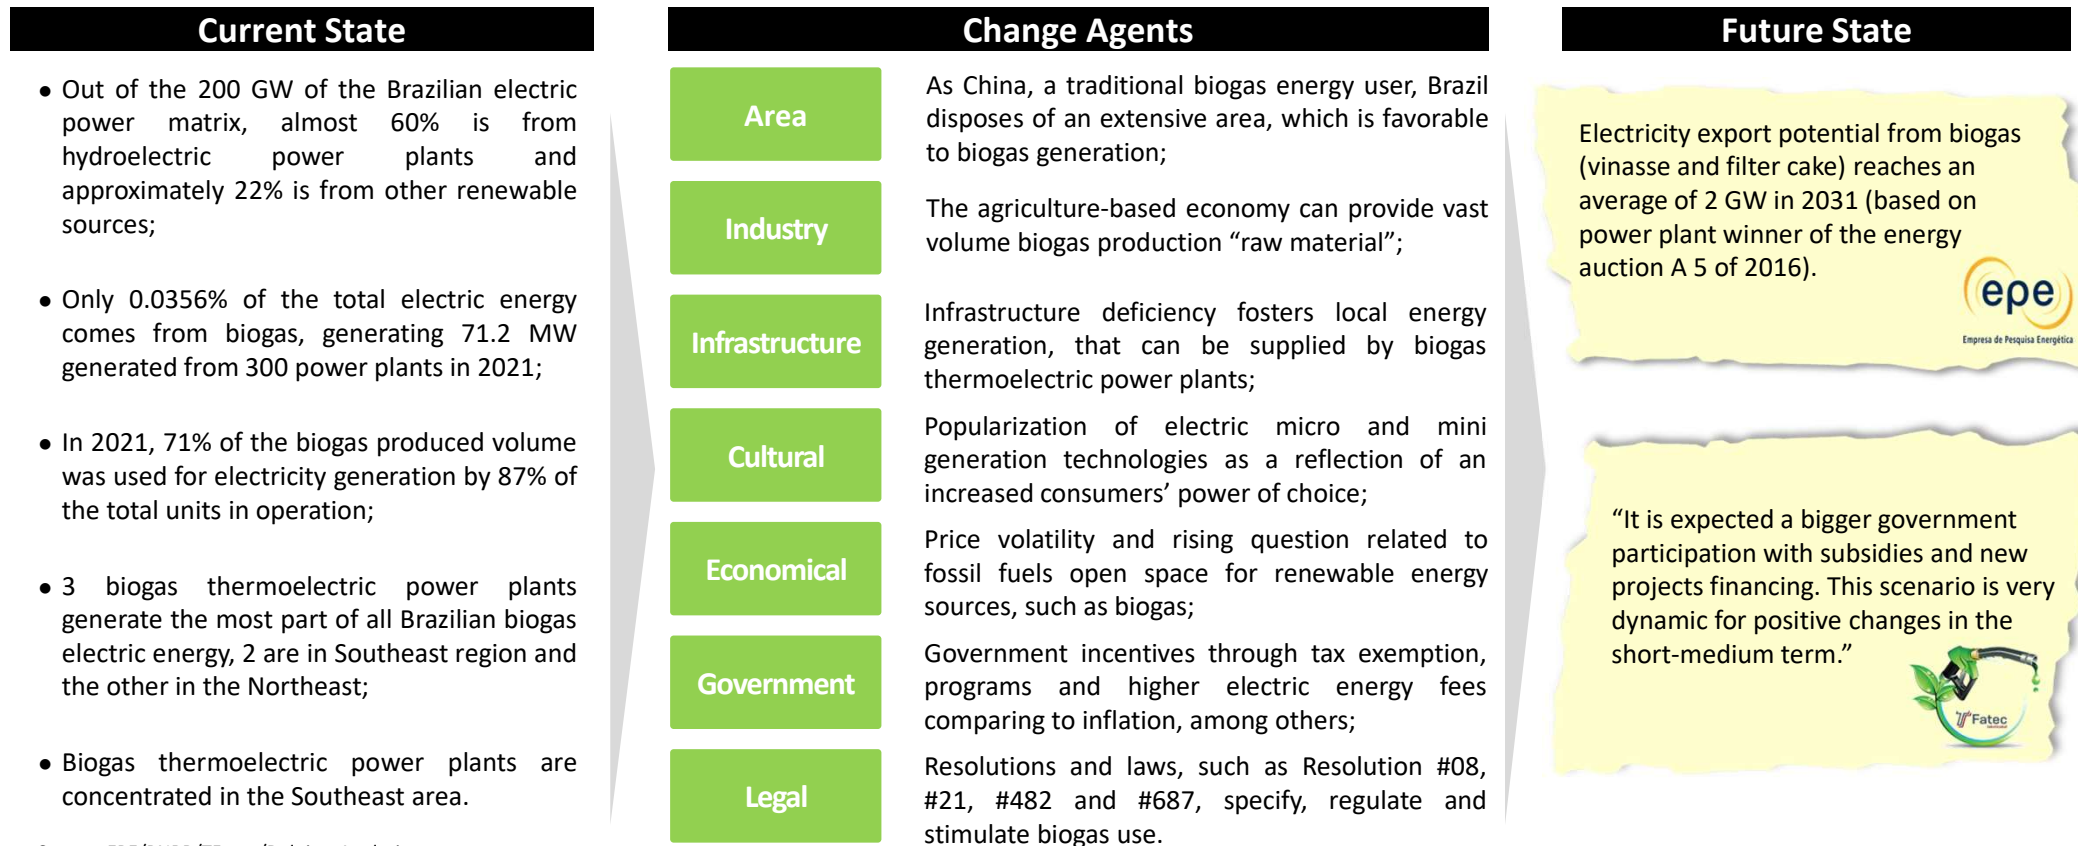 Current State
● Out of the 200 GW of the Brazilian electric
power matrix, almost 60% is from
hydroelectric power plants and
approximately 22% is from other renewable
sources;
● Only 0.0356% of the total electric energy
comes from biogas, generating 71.2 MW
generated from 300 power plants in 2021;
● In 2021, 71% of the biogas produced volume
was used for electricity generation by 87% of
the total units in operation;
● 3 biogas thermoelectric power plants
generate the most part of all Brazilian biogas
electric energy, 2 are in Southeast region and
the other in the Northeast;
● Biogas thermoelectric power plants are
concentrated in the Southeast area.
Change Agents
Area
As China, a traditional biogas energy user, Brazil
disposes of an extensive area, which is favorable
to biogas generation;
Industry
The agriculture-based economy can provide vast
volume biogas production “raw material”;
Infrastructure
Infrastructure deficiency fosters local energy
generation, that can be supplied by biogas
thermoelectric power plants;
Cultural
Popularization of electric micro and mini
generation technologies as a reflection of an
increased consumers’ power of choice;
Economical
Price volatility and rising question related to
fossil fuels open space for renewable energy
sources, such as biogas;
Government
Government incentives through tax exemption,
programs and higher electric energy fees
comparing to inflation, among others;
Legal
Resolutions and laws, such as Resolution #08,
#21, #482 and #687, specify, regulate and
stimulate biogas use.
Future State
Electricity export potential from biogas
(vinasse and filter cake) reaches an
average of 2 GW in 2031 (based on
power plant winner of the energy
auction A 5 of 2016).
epe
Empresa de Pesquisa Energética
“It is expected a bigger government
participation with subsidies and new
projects financing. This scenario is very
dynamic for positive changes in the
short-medium term.”
Fatec